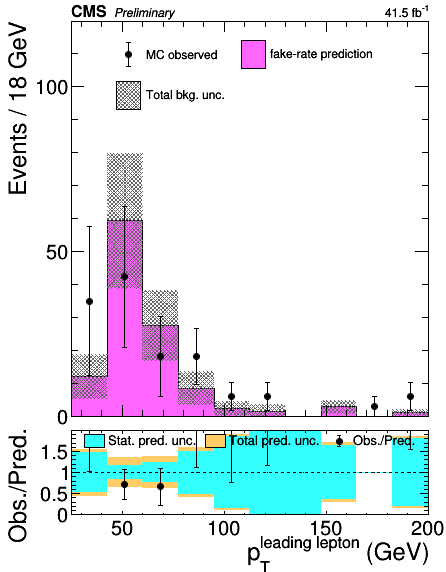 CMS Preliminary 41.5 fb-1
MC observed fake-rate prediction
Total bkg. unc.
Events / 18 GeV
100
50
0
Stat. pred. unc. Total pred. unc. Obs./Pred.
Obs./Pred.
1.5
1
0.5
0
50 100 150 200
pT leading lepton (GeV)